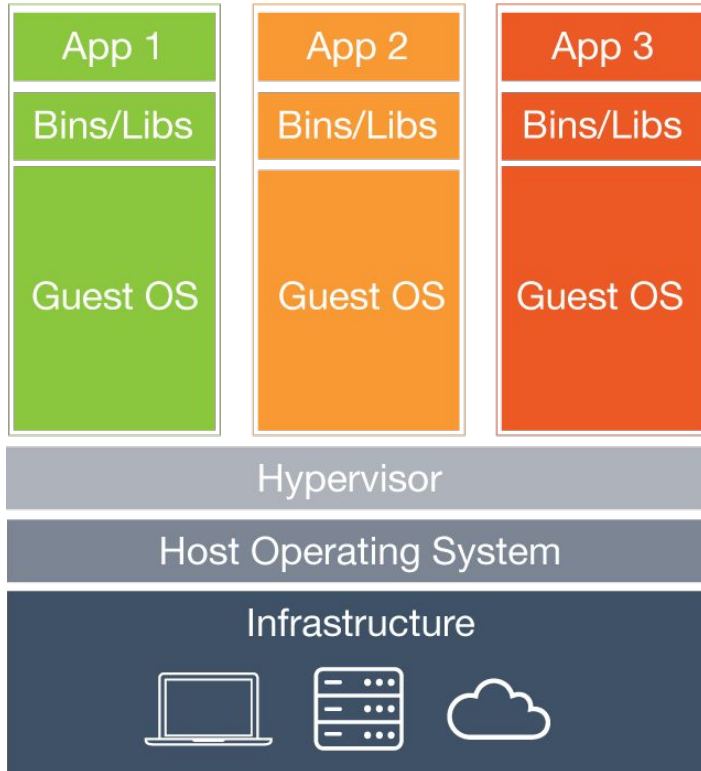 App 1
App 2
App 3
Bins/Libs
Bins/Libs
Bins/Libs
Guest OS
Guest OS
Guest OS
Hypervisor
Host Operating System
Infrastructure